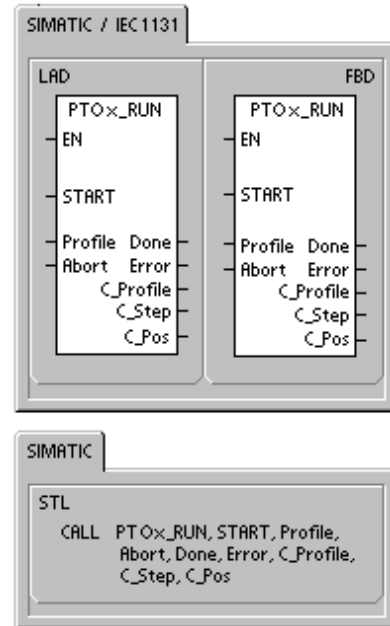 SIMATIC / IEC1131
LAD
FBD
PTOx_RUN
EN
START
Profile Done
Abort Error
C_Profile
C_Step
C_Pos
PTOx_RUN
EN
START
Profile Done
Abort Error
C_Profile
C_Step
C_Pos
SIMATIC
STL
CALL PTOx_RUN, START, Profile,
Abort, Done, Error, C_Profile,
C_Step, C_Pos